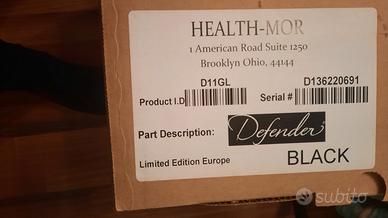 HEALTH-MOR
1 American Road Suite 1250
Brooklyn Ohio, 44144
D11GL D136220691
Product I.D Serial #
Part Description: Defender
Limited Edition Europe BLACK
subito